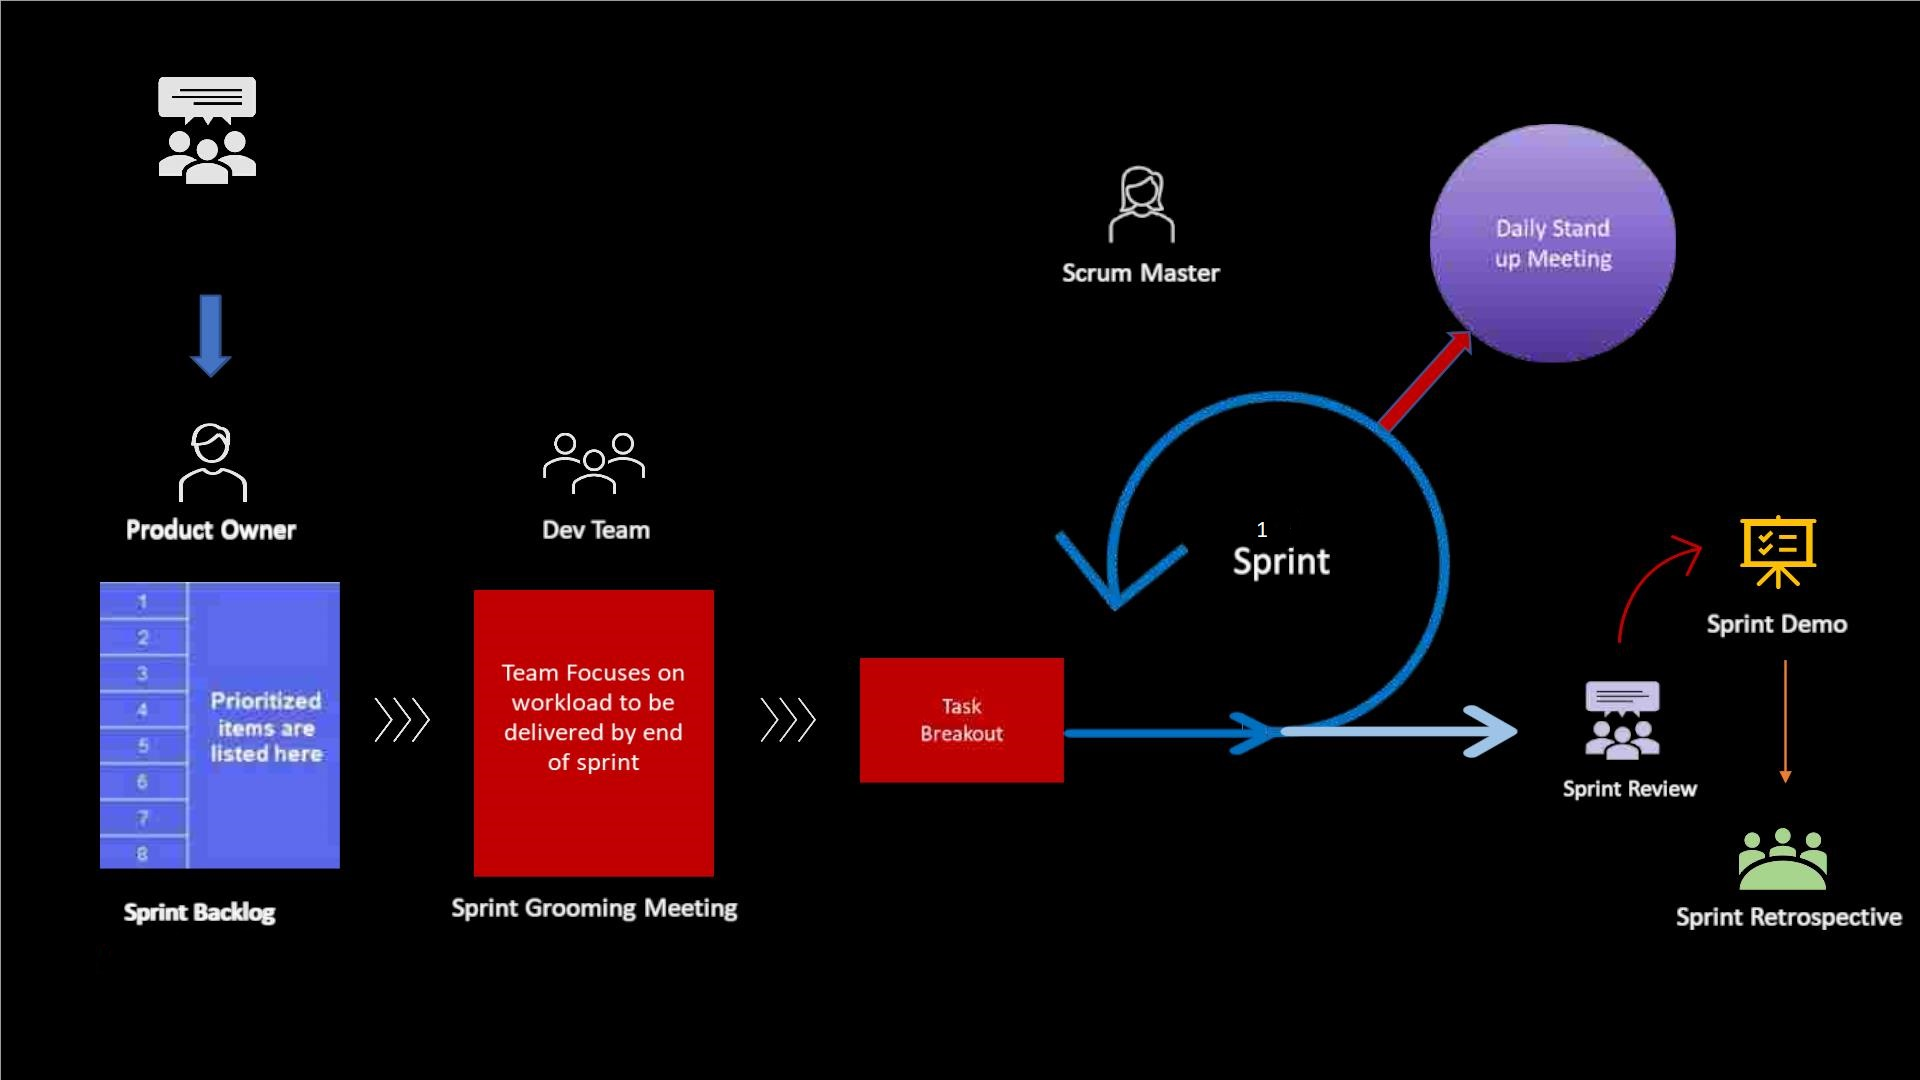 Scrum Master
Daily Stand
up Meeting
Product Owner
Dev Team
1
Sprint
1
2
3
4
5
6
7
8
Prioritized
items are
listed here
Sprint Backlog
Team Focuses on
workload to be
delivered by end
of sprint
Sprint Grooming Meeting
Task
Breakout
Sprint Review
Sprint Demo
Sprint Retrospective